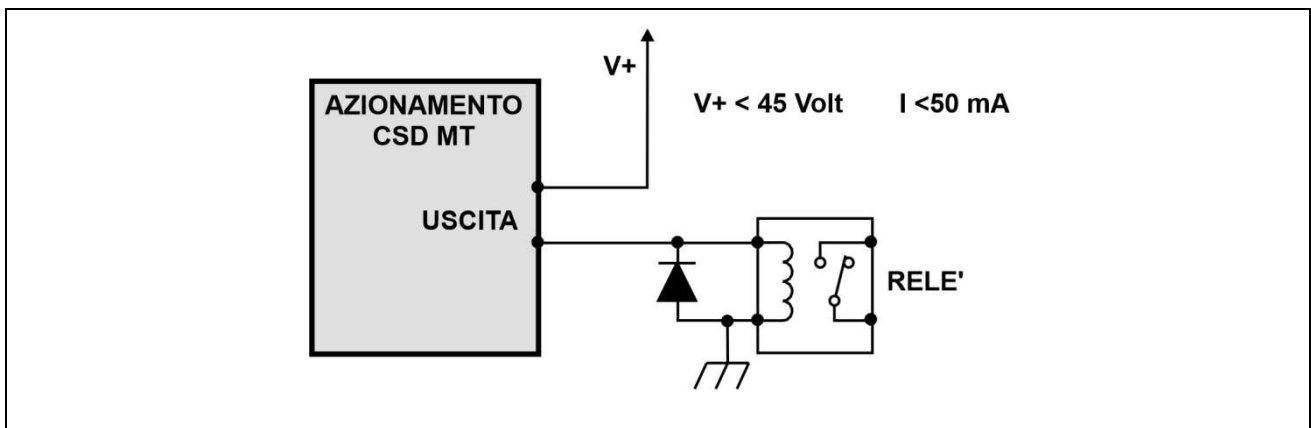 V+
AZIONAMENTO
CSD MT
V+ < 45 Volt I <50 mA
USCITA
RELE'